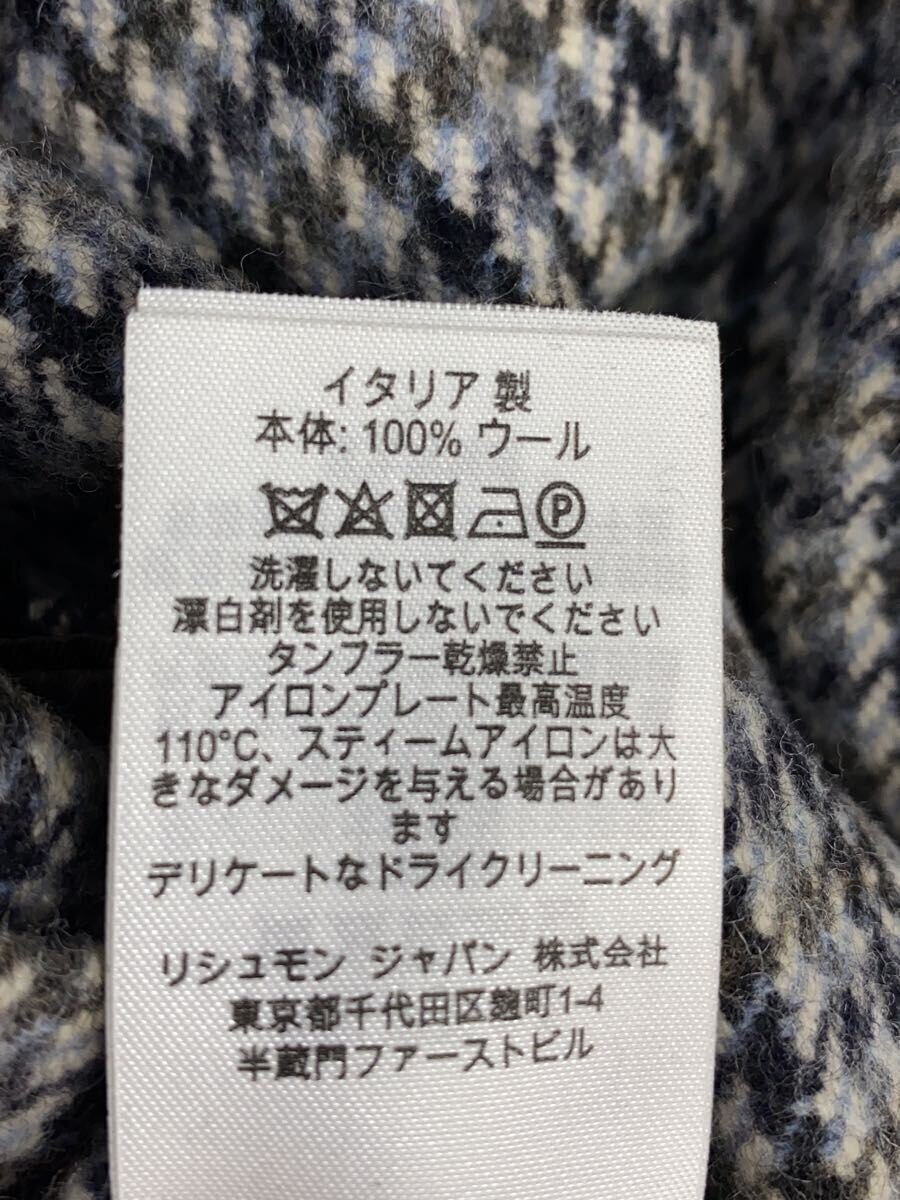 イタリア 製
本体: 100% ウール
P
洗濯しないてください
漂白剤を使用しないでください
タンブラー乾燥禁止
アイロンプレート最高温度
110°C、スティームアイロンは大
きなダメージを与える場合があり
ます
デリケートなドライクリーニング
リシュモン ジャパン 株式会社
東京都千代田区麹町1-4
半蔵門ファーストビル